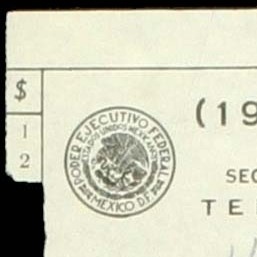 $
1
2
PODER EJECUTIVO FEDERAL
ESTADOS UNIDOS MEXICANOS
MEXICO D.F.
(19
SEC
TE